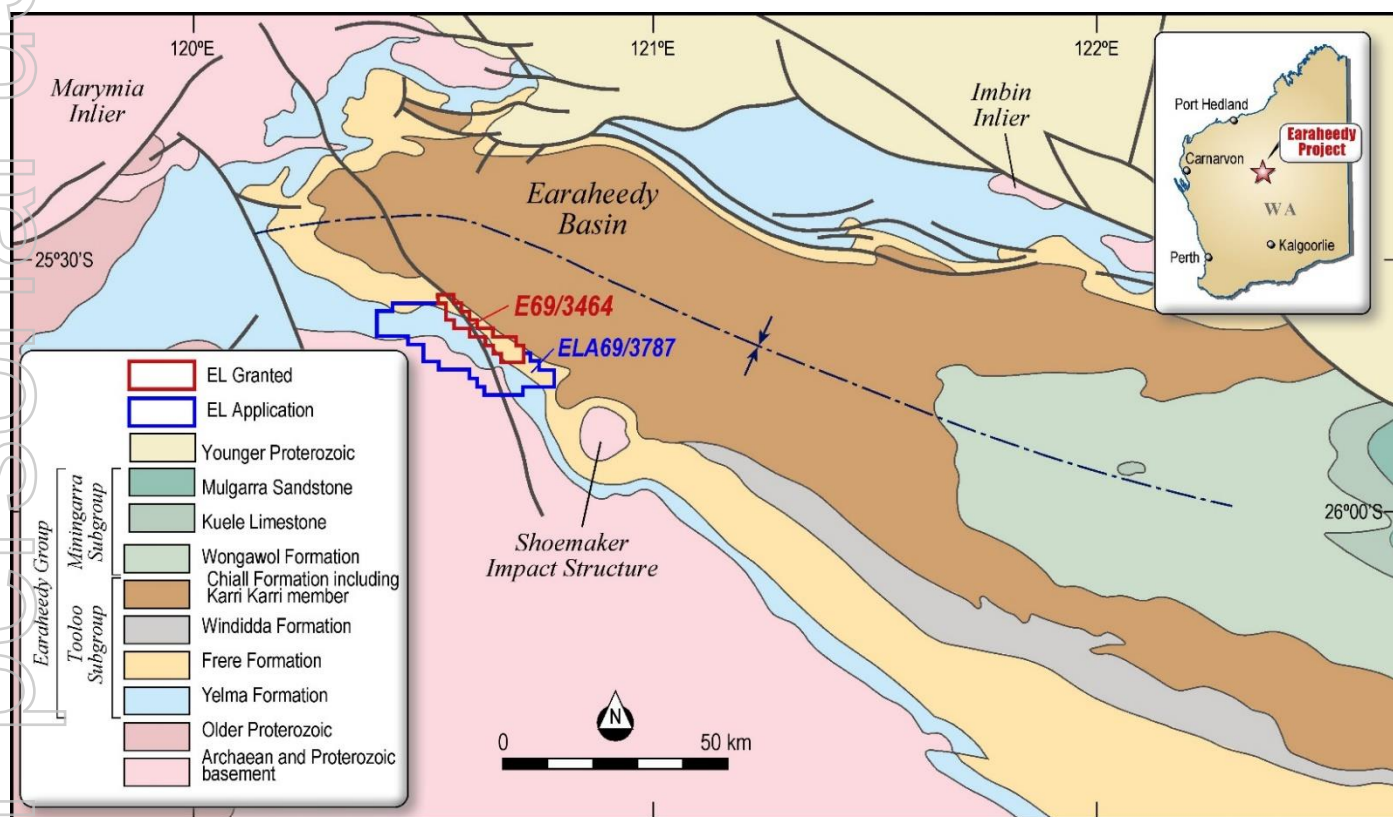 120ºE
121ºE
122ºE
Marymia
Inlier
Imbin
Inlier
Earaheedy
Basin
25º30'S
26º00'S
E69/3464
ELA69/3787
Shoemaker
Impact Structure
Port Hedland
Earaheedy
Project
Carnarvon
WA
Kalgoorlie
Perth
EL Granted
EL Application
Younger Proterozoic
Mulgarra Sandstone
Kuele Limestone
Wongawol Formation
Chiall Formation including
Karri Karri member
Windidda Formation
Frere Formation
Yelma Formation
Older Proterozoic
Archaean and Proterozoic
basement
Earaheedy Group
Miningarra
Subgroup
Tooloo
Subgroup
N
0
50 km